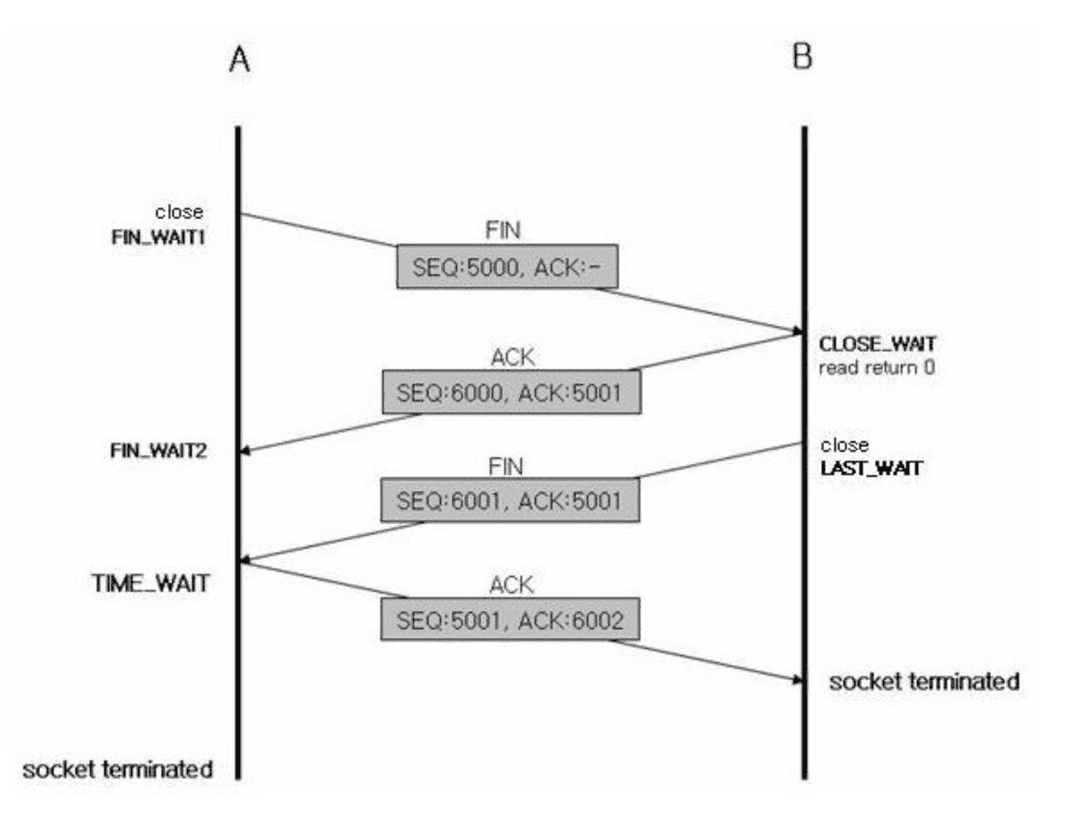 A
B
close
FIN_WAIT1
FIN
SEQ:5000, ACK:-
CLOSE_WAIT
read return 0
ACK
SEQ:6000, ACK:5001
FIN_WAIT2
close
LAST_WAIT
FIN
SEQ:6001, ACK:5001
TIME_WAIT
ACK
SEQ:5001, ACK:6002
socket terminated
socket terminated